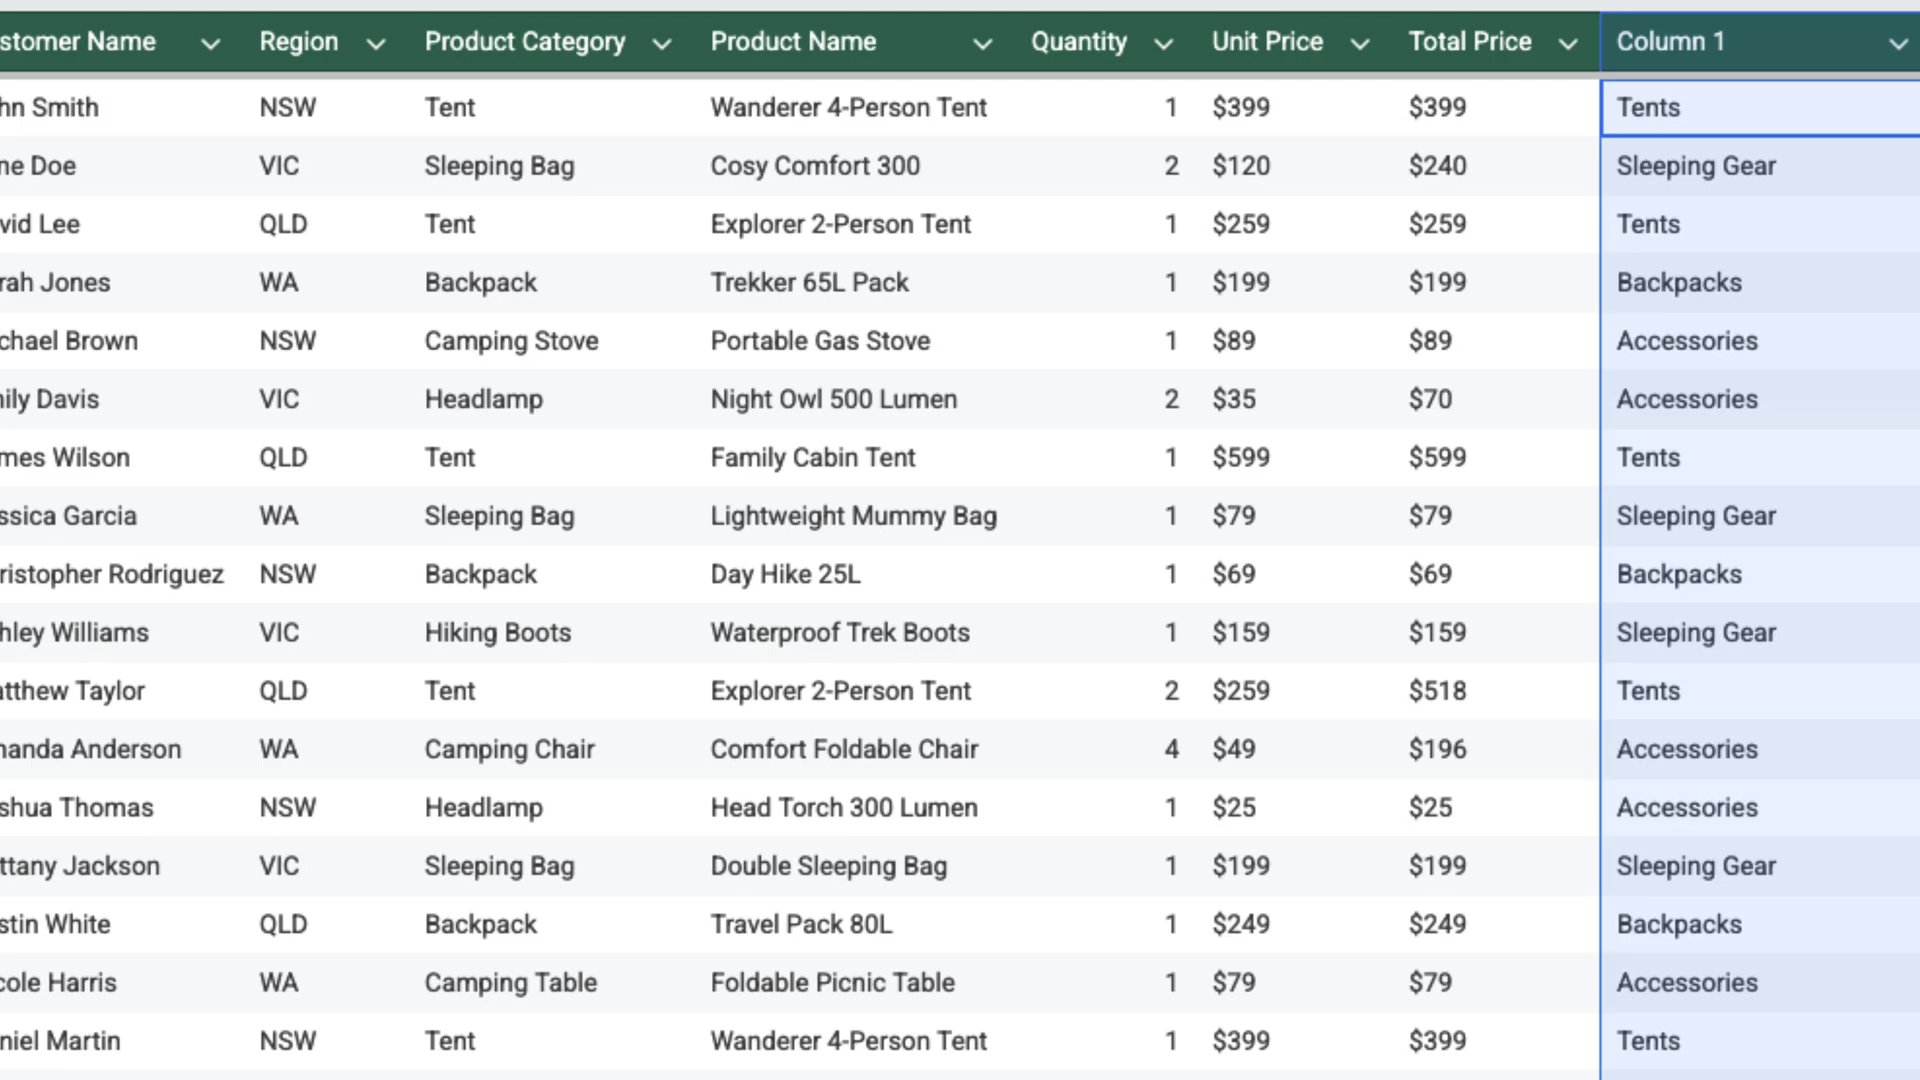 stomer Name Region Product Category Product Name Quantity Unit Price Total Price Column 1
hn Smith NSW Tent Wanderer 4-Person Tent 1 $399 $399 Tents
ne Doe VIC Sleeping Bag Cosy Comfort 300 2 $120 $240 Sleeping Gear
vid Lee QLD Tent Explorer 2-Person Tent 1 $259 $259 Tents
rah Jones WA Backpack Trekker 65L Pack 1 $199 $199 Backpacks
chael Brown NSW Camping Stove Portable Gas Stove 1 $89 $89 Accessories
ily Davis VIC Headlamp Night Owl 500 Lumen 2 $35 $70 Accessories
mes Wilson QLD Tent Family Cabin Tent 1 $599 $599 Tents
ssica Garcia WA Sleeping Bag Lightweight Mummy Bag 1 $79 $79 Sleeping Gear
ristopher Rodriguez NSW Backpack Day Hike 25L 1 $69 $69 Backpacks
hley Williams VIC Hiking Boots Waterproof Trek Boots 1 $159 $159 Sleeping Gear
atthew Taylor QLD Tent Explorer 2-Person Tent 2 $259 $518 Tents
nanda Anderson WA Camping Chair Comfort Foldable Chair 4 $49 $196 Accessories
shua Thomas NSW Headlamp Head Torch 300 Lumen 1 $25 $25 Accessories
ttany Jackson VIC Sleeping Bag Double Sleeping Bag 1 $199 $199 Sleeping Gear
stin White QLD Backpack Travel Pack 80L 1 $249 $249 Backpacks
cole Harris WA Camping Table Foldable Picnic Table 1 $79 $79 Accessories
niel Martin NSW Tent Wanderer 4-Person Tent 1 $399 $399 Tents